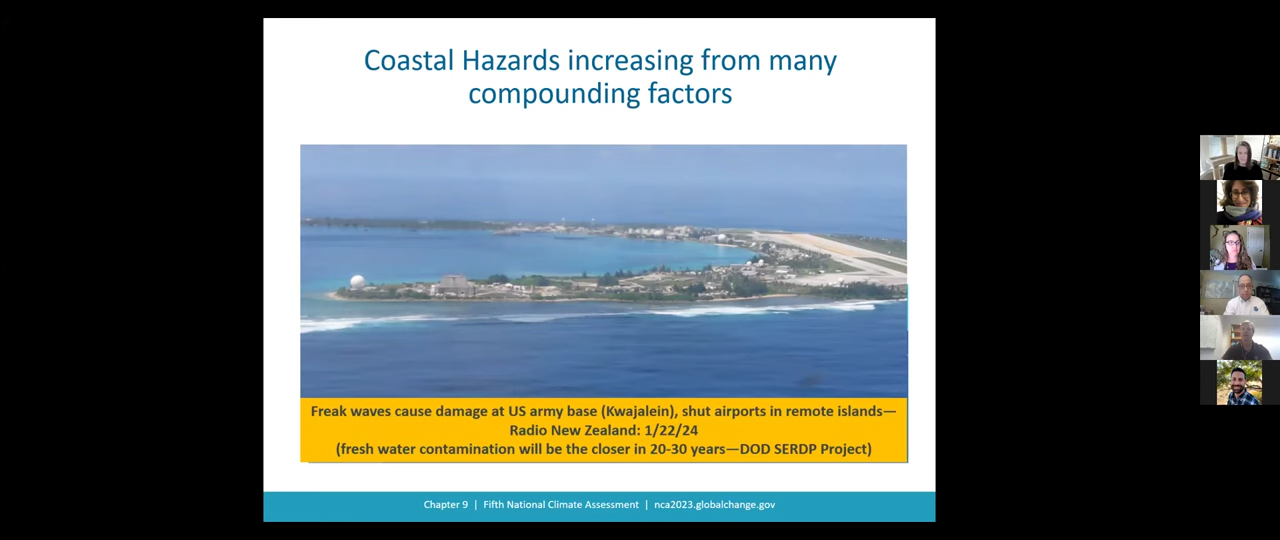 Coastal Hazards increasing from many
compounding factors
Freak waves cause damage at US army base (Kwajalein), shut airports in remote islands—
Radio New Zealand: 1/22/24
(fresh water contamination will be the closer in 20-30 years—DOD SERDP Project)
Chapter 9 | Fifth National Climate Assessment | nca2023.globalchange.gov